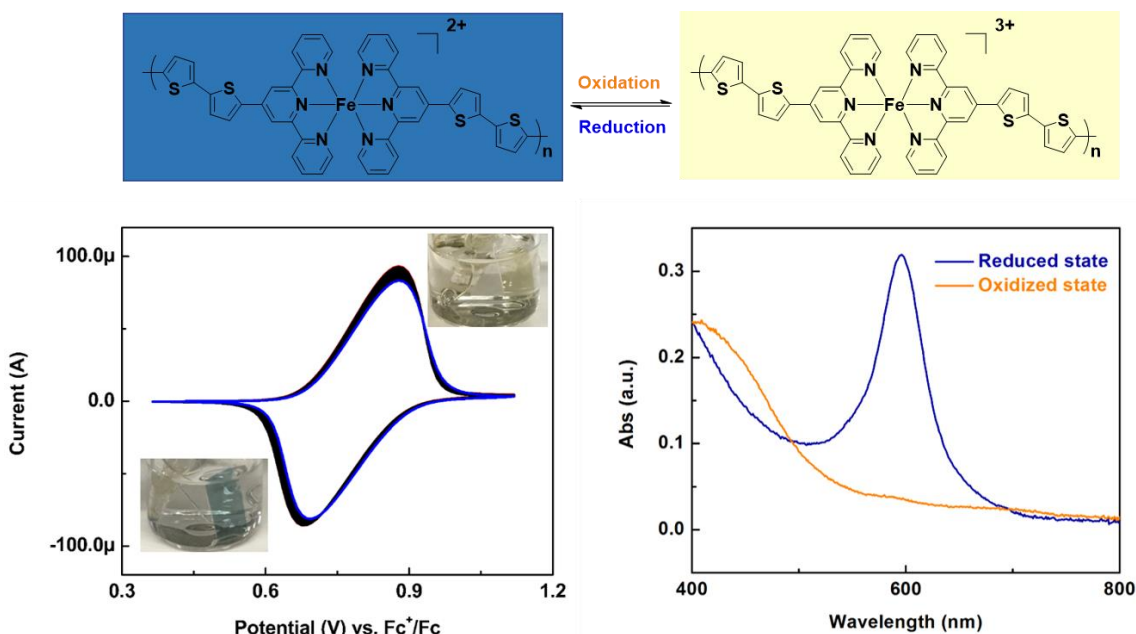 2+
N N
S S N Fe N S S
N N
n
Oxidation
Reduction
3+
N N
S S N Fe N S S
N N
n
100.0µ
0.0
-100.0µ
Current (A)
0.3 0.6 0.9 1.2
Potential (V) vs. Fc+/Fc
Reduced state
Oxidized state
0.3
0.2
0.1
0.0
Abs (a.u.)
400 600 800
Wavelength (nm)